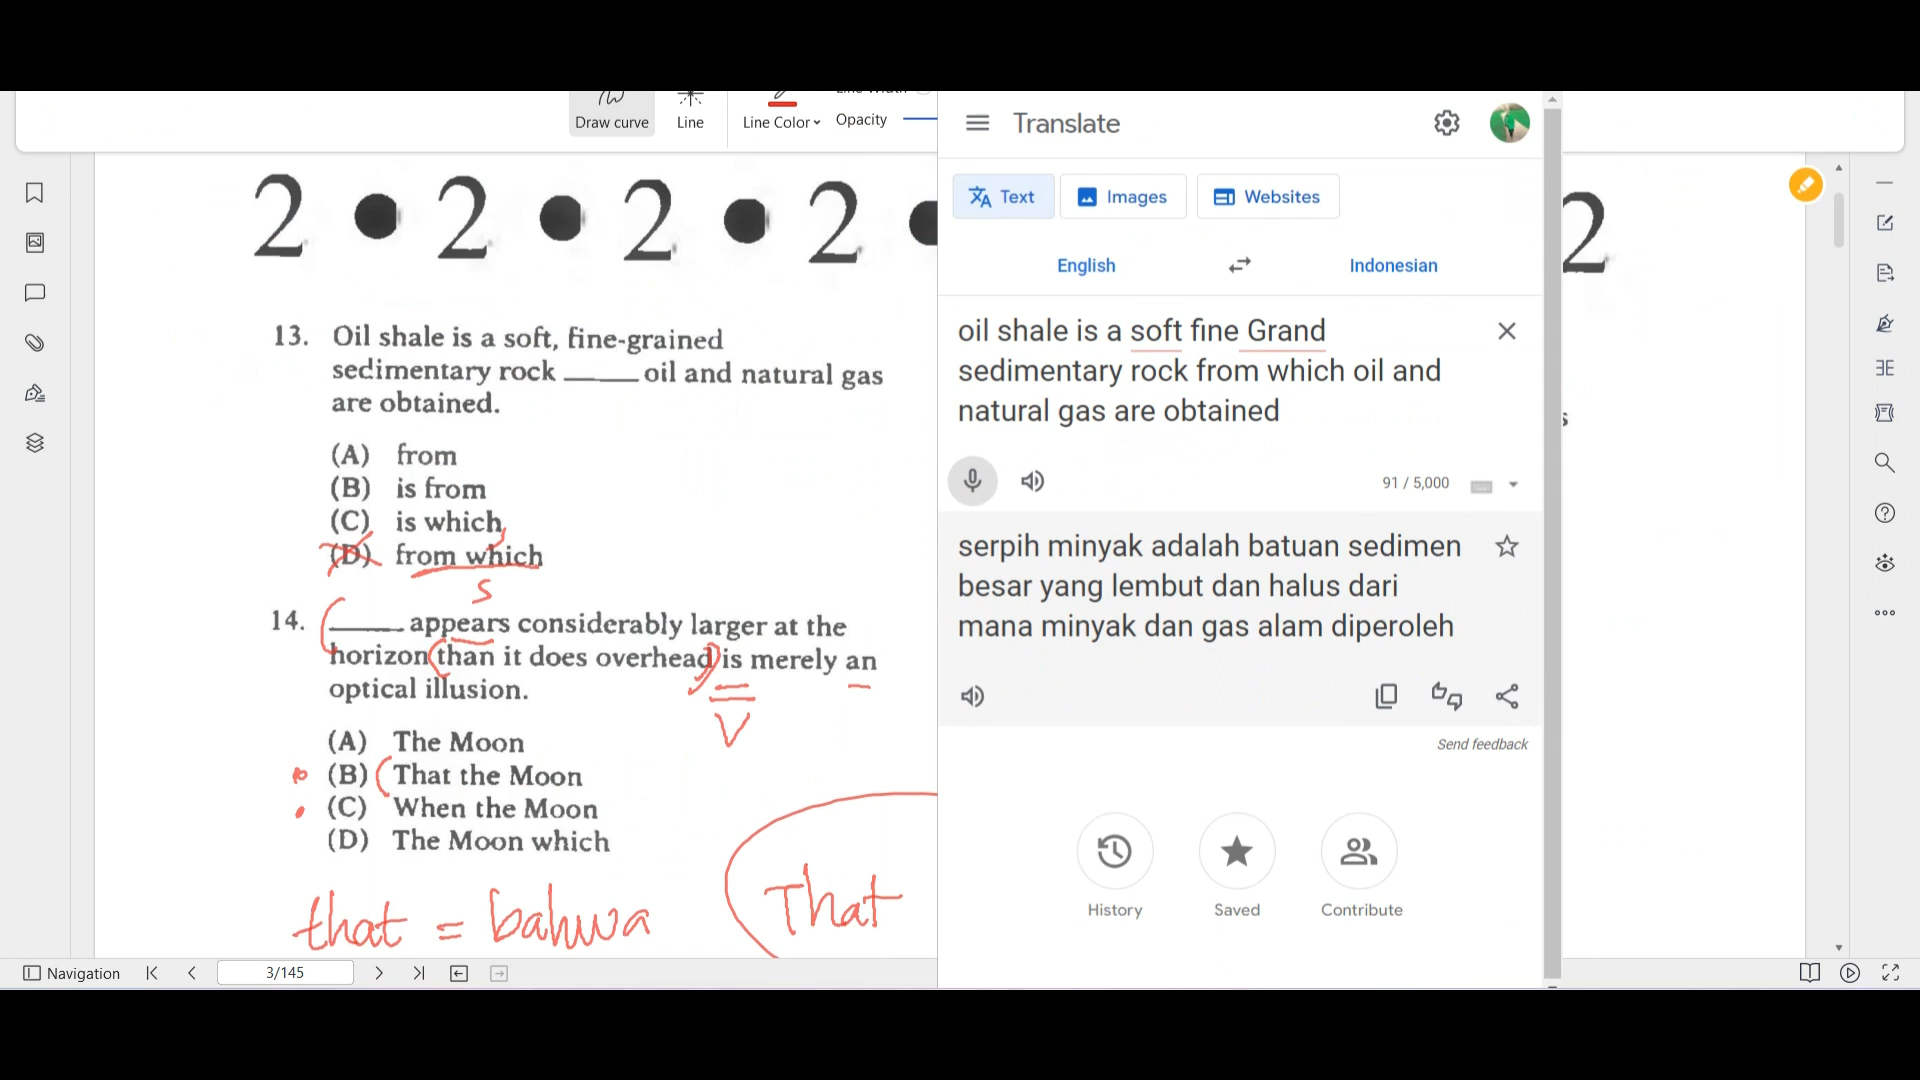 Draw curve
Line
Line Color
Opacity
2 • 2 • 2 • 2 •
13. Oil shale is a soft, fine-grained
sedimentary rock _____ oil and natural gas
are obtained.
(A) from
(B) is from
(C) is which
(D) from which
s
14. _____ appears considerably larger at the
horizon than it does overhead is merely an
optical illusion.
V
(A) The Moon
(B) That the Moon
(C) When the Moon
(D) The Moon which
that = bahwa
That
Navigation
3/145
Translate
Text
Images
Websites
English
Indonesian
oil shale is a soft fine Grand
sedimentary rock from which oil and
natural gas are obtained
91 / 5,000
serpih minyak adalah batuan sedimen
besar yang lembut dan halus dari
mana minyak dan gas alam diperoleh
Send feedback
History
Saved
Contribute
2
s